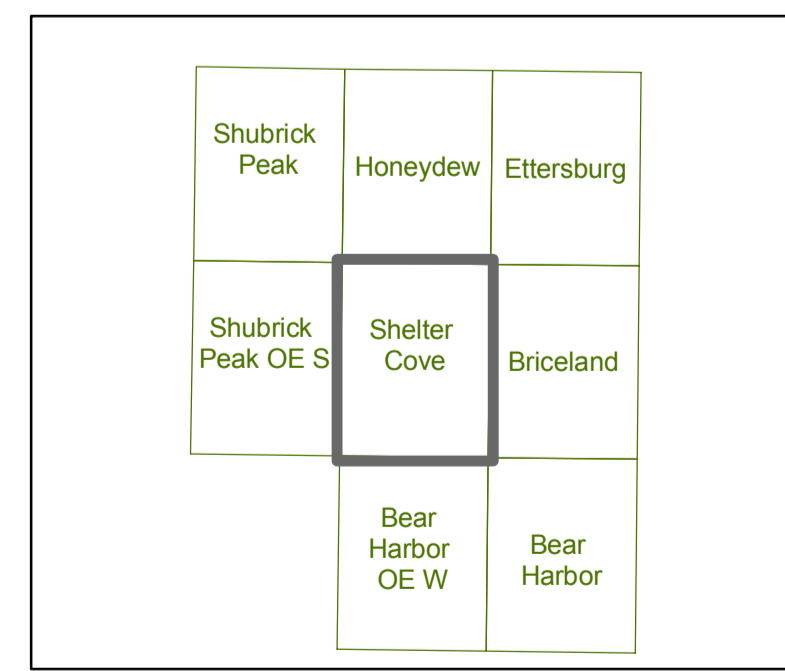 Shubrick
Peak
Honeydew
Ettersburg
Shubrick
Peak OE S
Shelter
Cove
Briceland
Bear
Harbor
OE W
Bear
Harbor